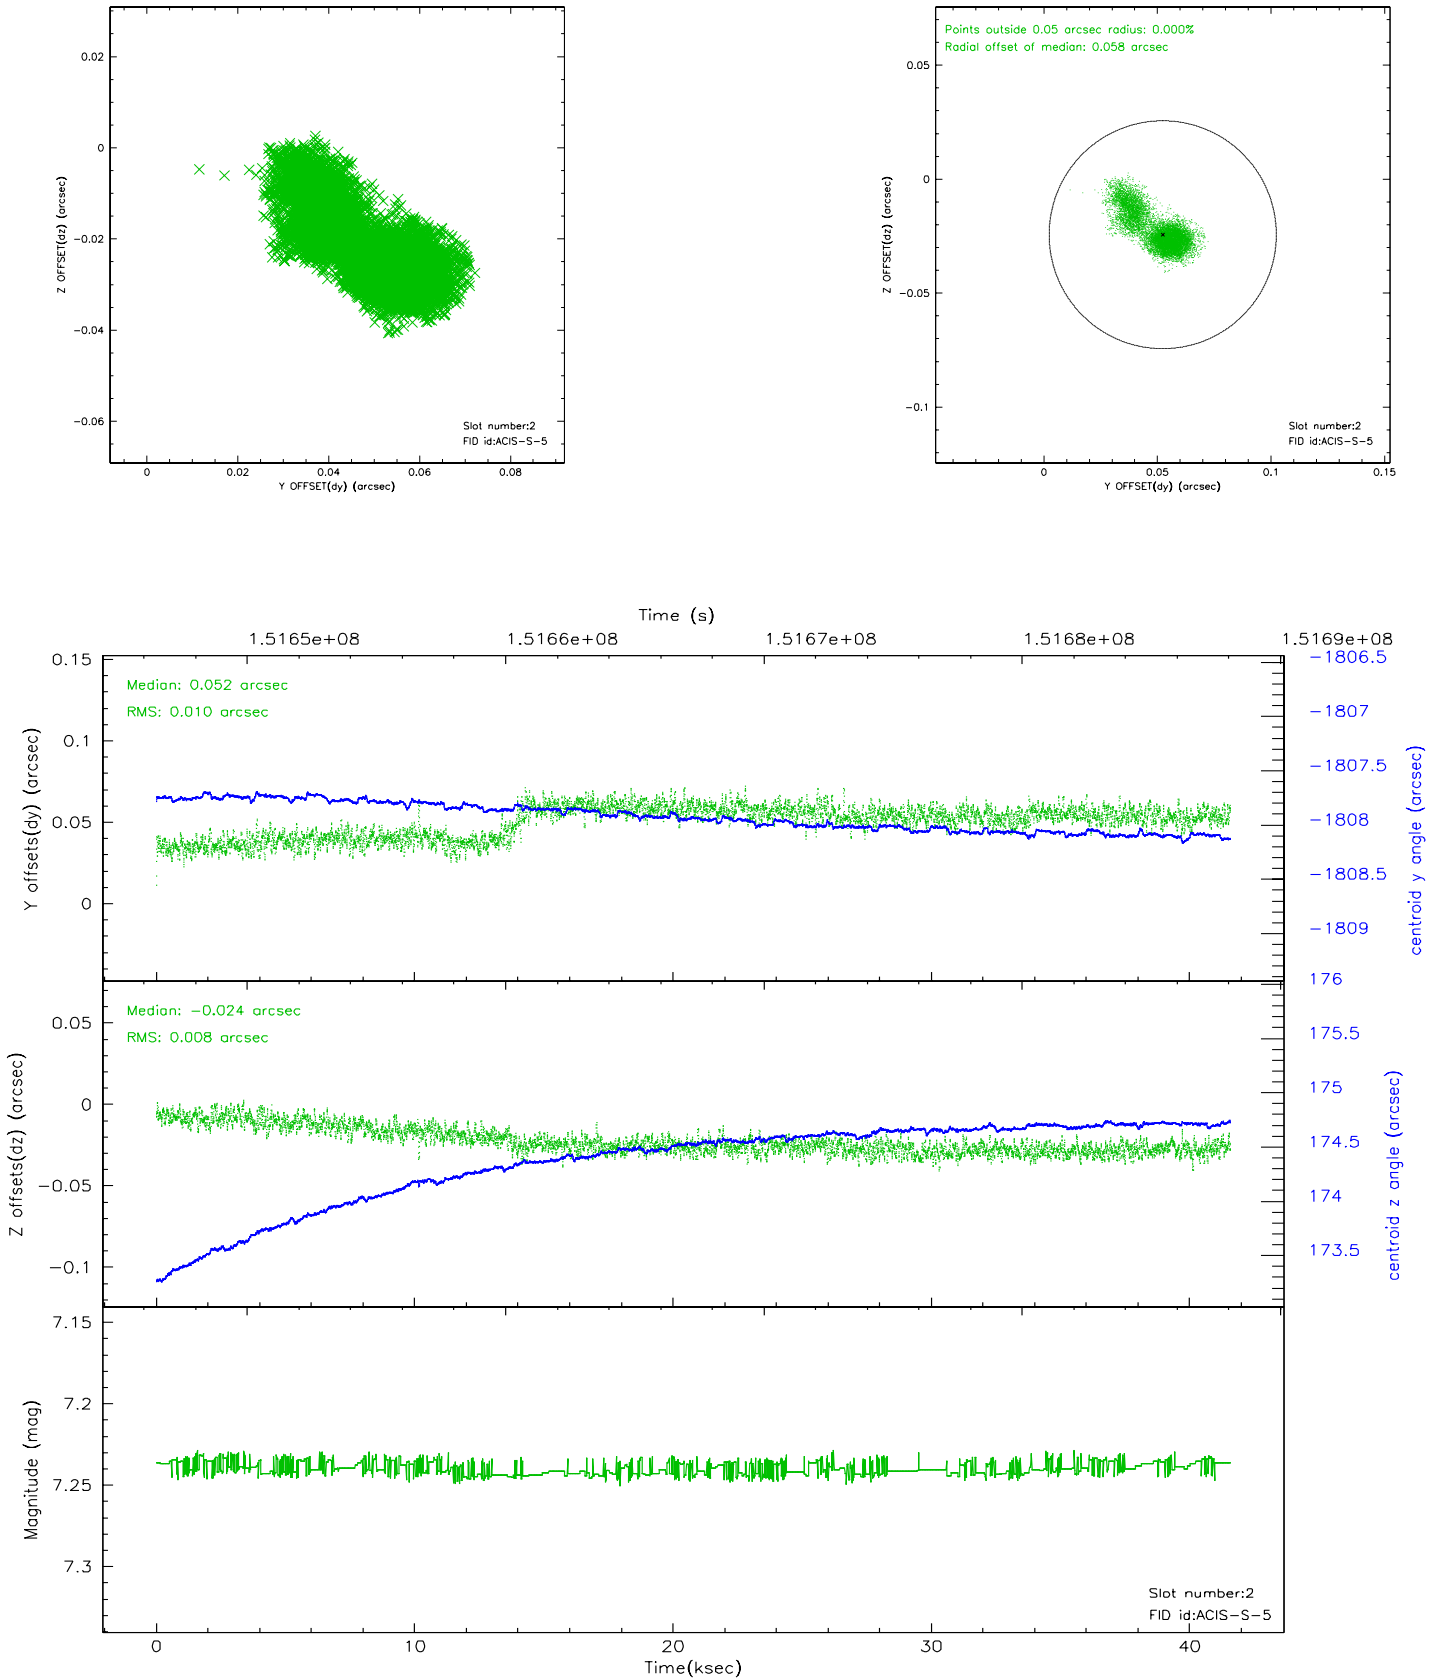 0.02
0
−0.02
−0.04
−0.06
Z OFFSET(dz) (arcsec)
Slot number:2
FID id:ACIS−S−5
0 0.02 0.04 0.06 0.08
Y OFFSET(dy) (arcsec)
Points outside 0.05 arcsec radius: 0.000%
Radial offset of median: 0.058 arcsec
0.05
0
−0.05
−0.1
Z OFFSET(dz) (arcsec)
Slot number:2
FID id:ACIS−S−5
0 0.05 0.1 0.15
Y OFFSET(dy) (arcsec)
Time (s)
1.5165e+08 1.5166e+08 1.5167e+08 1.5168e+08 1.5169e+08
Median: 0.052 arcsec
RMS: 0.010 arcsec
0.15
0.1
0.05
0
Y offsets(dy) (arcsec)
−1806.5
−1807
−1807.5
−1808
−1808.5
−1809
centroid y angle (arcsec)
Median: −0.024 arcsec
RMS: 0.008 arcsec
0.05
0
−0.05
−0.1
Z offsets(dz) (arcsec)
176
175.5
175
174.5
174
173.5
centroid z angle (arcsec)
7.15
7.2
7.25
7.3
Magnitude (mag)
Slot number:2
FID id:ACIS−S−5
0 10 20 30 40
Time(ksec)